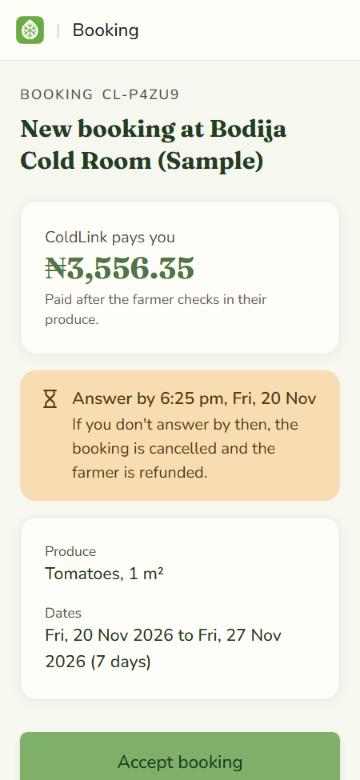 Booking
BOOKING CL-P4ZU9
New booking at Bodija
Cold Room (Sample)
ColdLink pays you
₦3,556.35
Paid after the farmer checks in their
produce.
Answer by 6:25 pm, Fri, 20 Nov
If you don't answer by then, the
booking is cancelled and the
farmer is refunded.
Produce
Tomatoes, 1 m²
Dates
Fri, 20 Nov 2026 to Fri, 27 Nov
2026 (7 days)
Accept booking